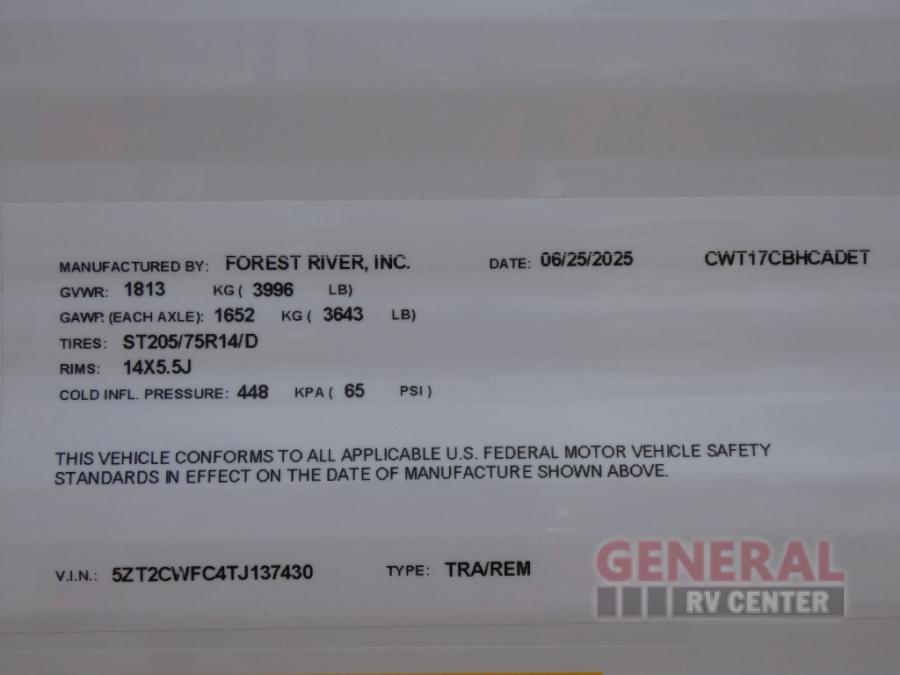 MANUFACTURED BY: FOREST RIVER, INC. DATE: 06/25/2025 CWT17CBHCADET
GVWR: 1813 KG ( 3996 LB)
GAWR: (EACH AXLE): 1652 KG ( 3643 LB)
TIRES: ST205/75R14/D
RIMS: 14X5.5J
COLD INFL. PRESSURE: 448 KPA ( 65 PSI )
THIS VEHICLE CONFORMS TO ALL APPLICABLE U.S. FEDERAL MOTOR VEHICLE SAFETY
STANDARDS IN EFFECT ON THE DATE OF MANUFACTURE SHOWN ABOVE.
V.I.N.: 5ZT2CWFC4TJ137430 TYPE: TRA/REM
GENERAL
RV CENTER